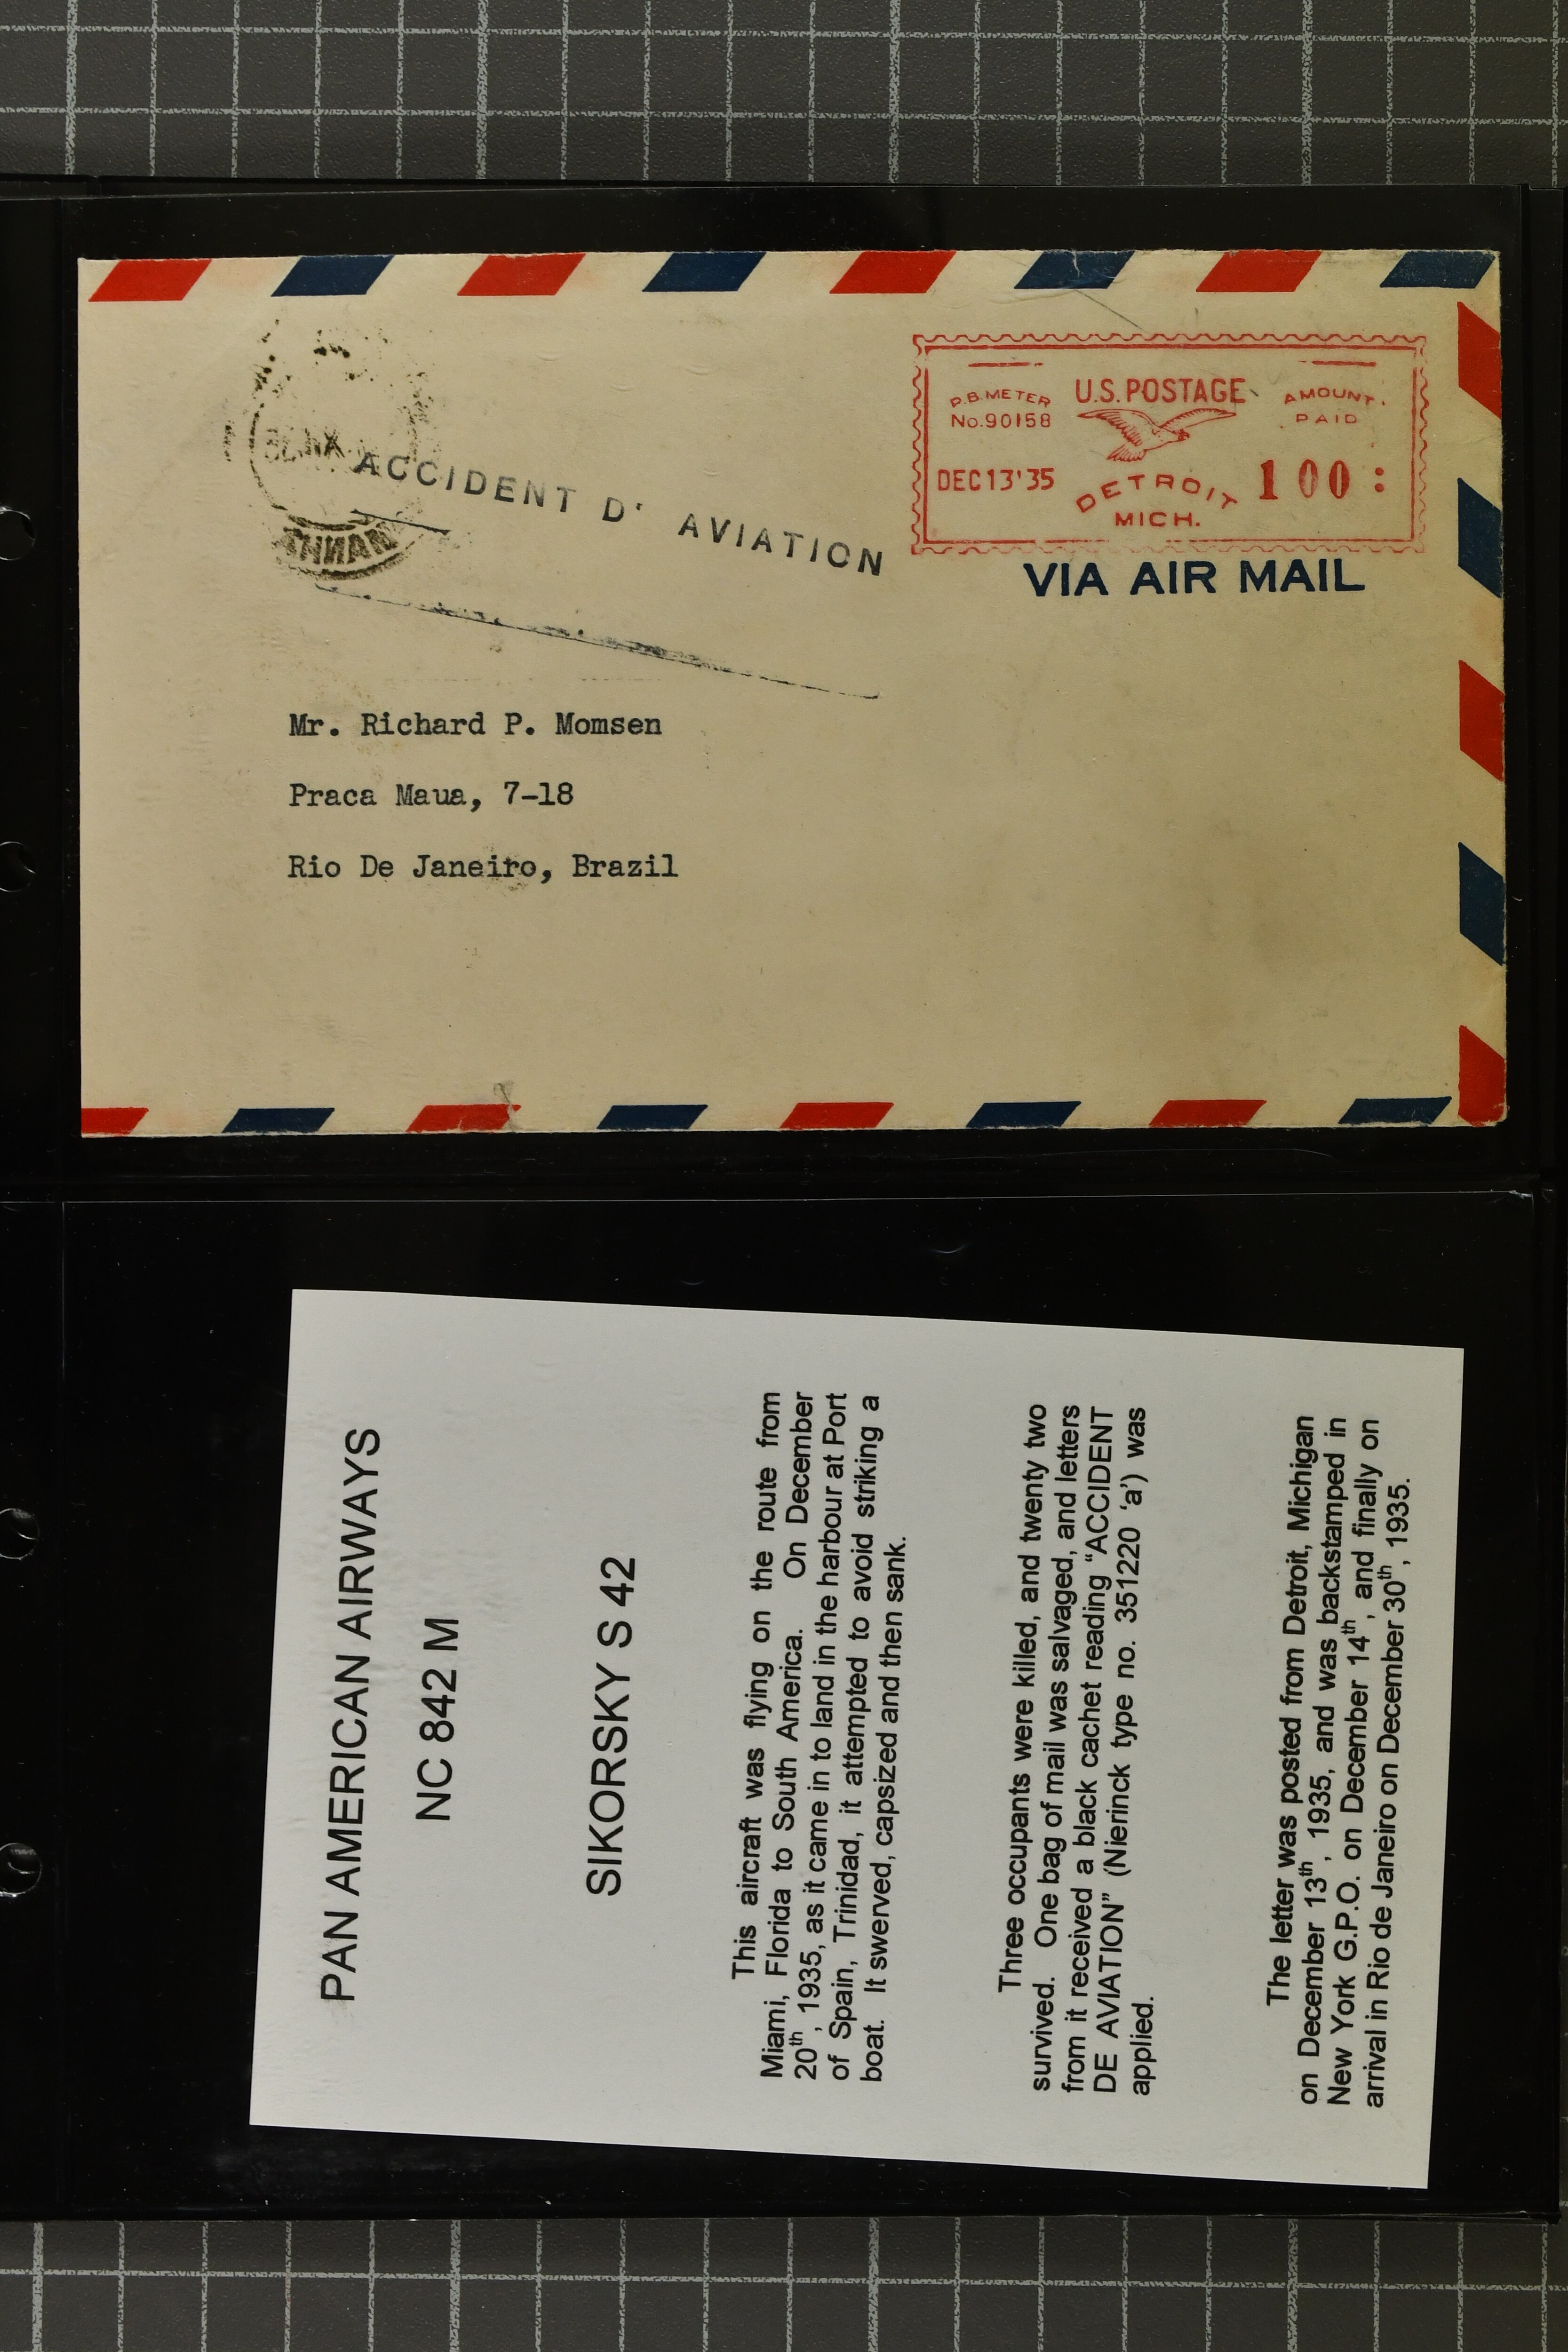 P.B. METER
No. 90158
U.S. POSTAGE
AMOUNT
PAID
DEC 13 '35
DETROIT
MICH.
1 00
VIA AIR MAIL
ACCIDENT D' AVIATION
Mr. Richard P. Momsen
Praca Maua, 7-18
Rio De Janeiro, Brazil
PAN AMERICAN AIRWAYS
NC 842 M
SIKORSKY S 42
This aircraft was flying on the route from
Miami, Florida to South America. On December
20th, 1935, as it came in to land in the harbour at Port
of Spain, Trinidad, it attempted to avoid striking a
boat. It swerved, capsized and then sank.
Three occupants were killed, and twenty two
survived. One bag of mail was salvaged, and letters
from it received a black cachet reading “ACCIDENT
DE AVIATION” (Nierinck type no. 351220 ‘a’) was
applied.
The letter was posted from Detroit, Michigan
on December 13th, 1935, and was backstamped in
New York G.P.O. on December 14th, and finally on
arrival in Rio de Janeiro on December 30th, 1935.